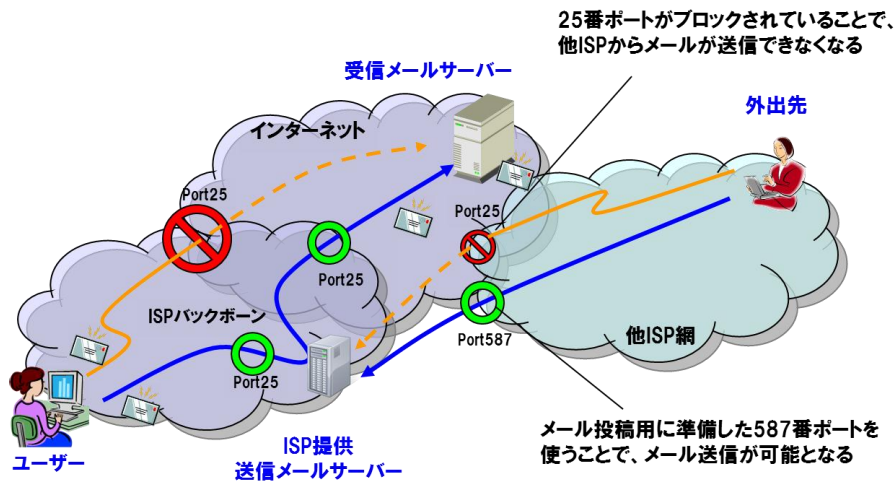 25番ポートがブロックされていることで、
他ISPからメールが送信できなくなる
受信メールサーバー
外出先
インターネット
Port25
Port25
Port25
ISPバックボーン
Port25
Port587
他ISP網
ユーザー
ISP提供
送信メールサーバー
メール投稿用に準備した587番ポートを
使うことで、メール送信が可能となる